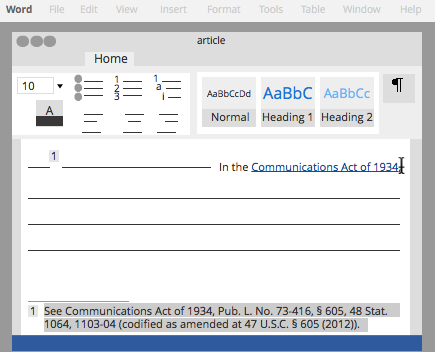 Word File Edit View Insert Format Tools Table Window Help
article
Home
10
A
1
2
3
1
a
i
AaBbCcDd AaBbC AaBbCc ¶
Normal Heading 1 Heading 2
1
In the Communications Act of 1934,
1 See Communications Act of 1934, Pub. L. No. 73-416, § 605, 48 Stat.
1064, 1103-04 (codified as amended at 47 U.S.C. § 605 (2012)).